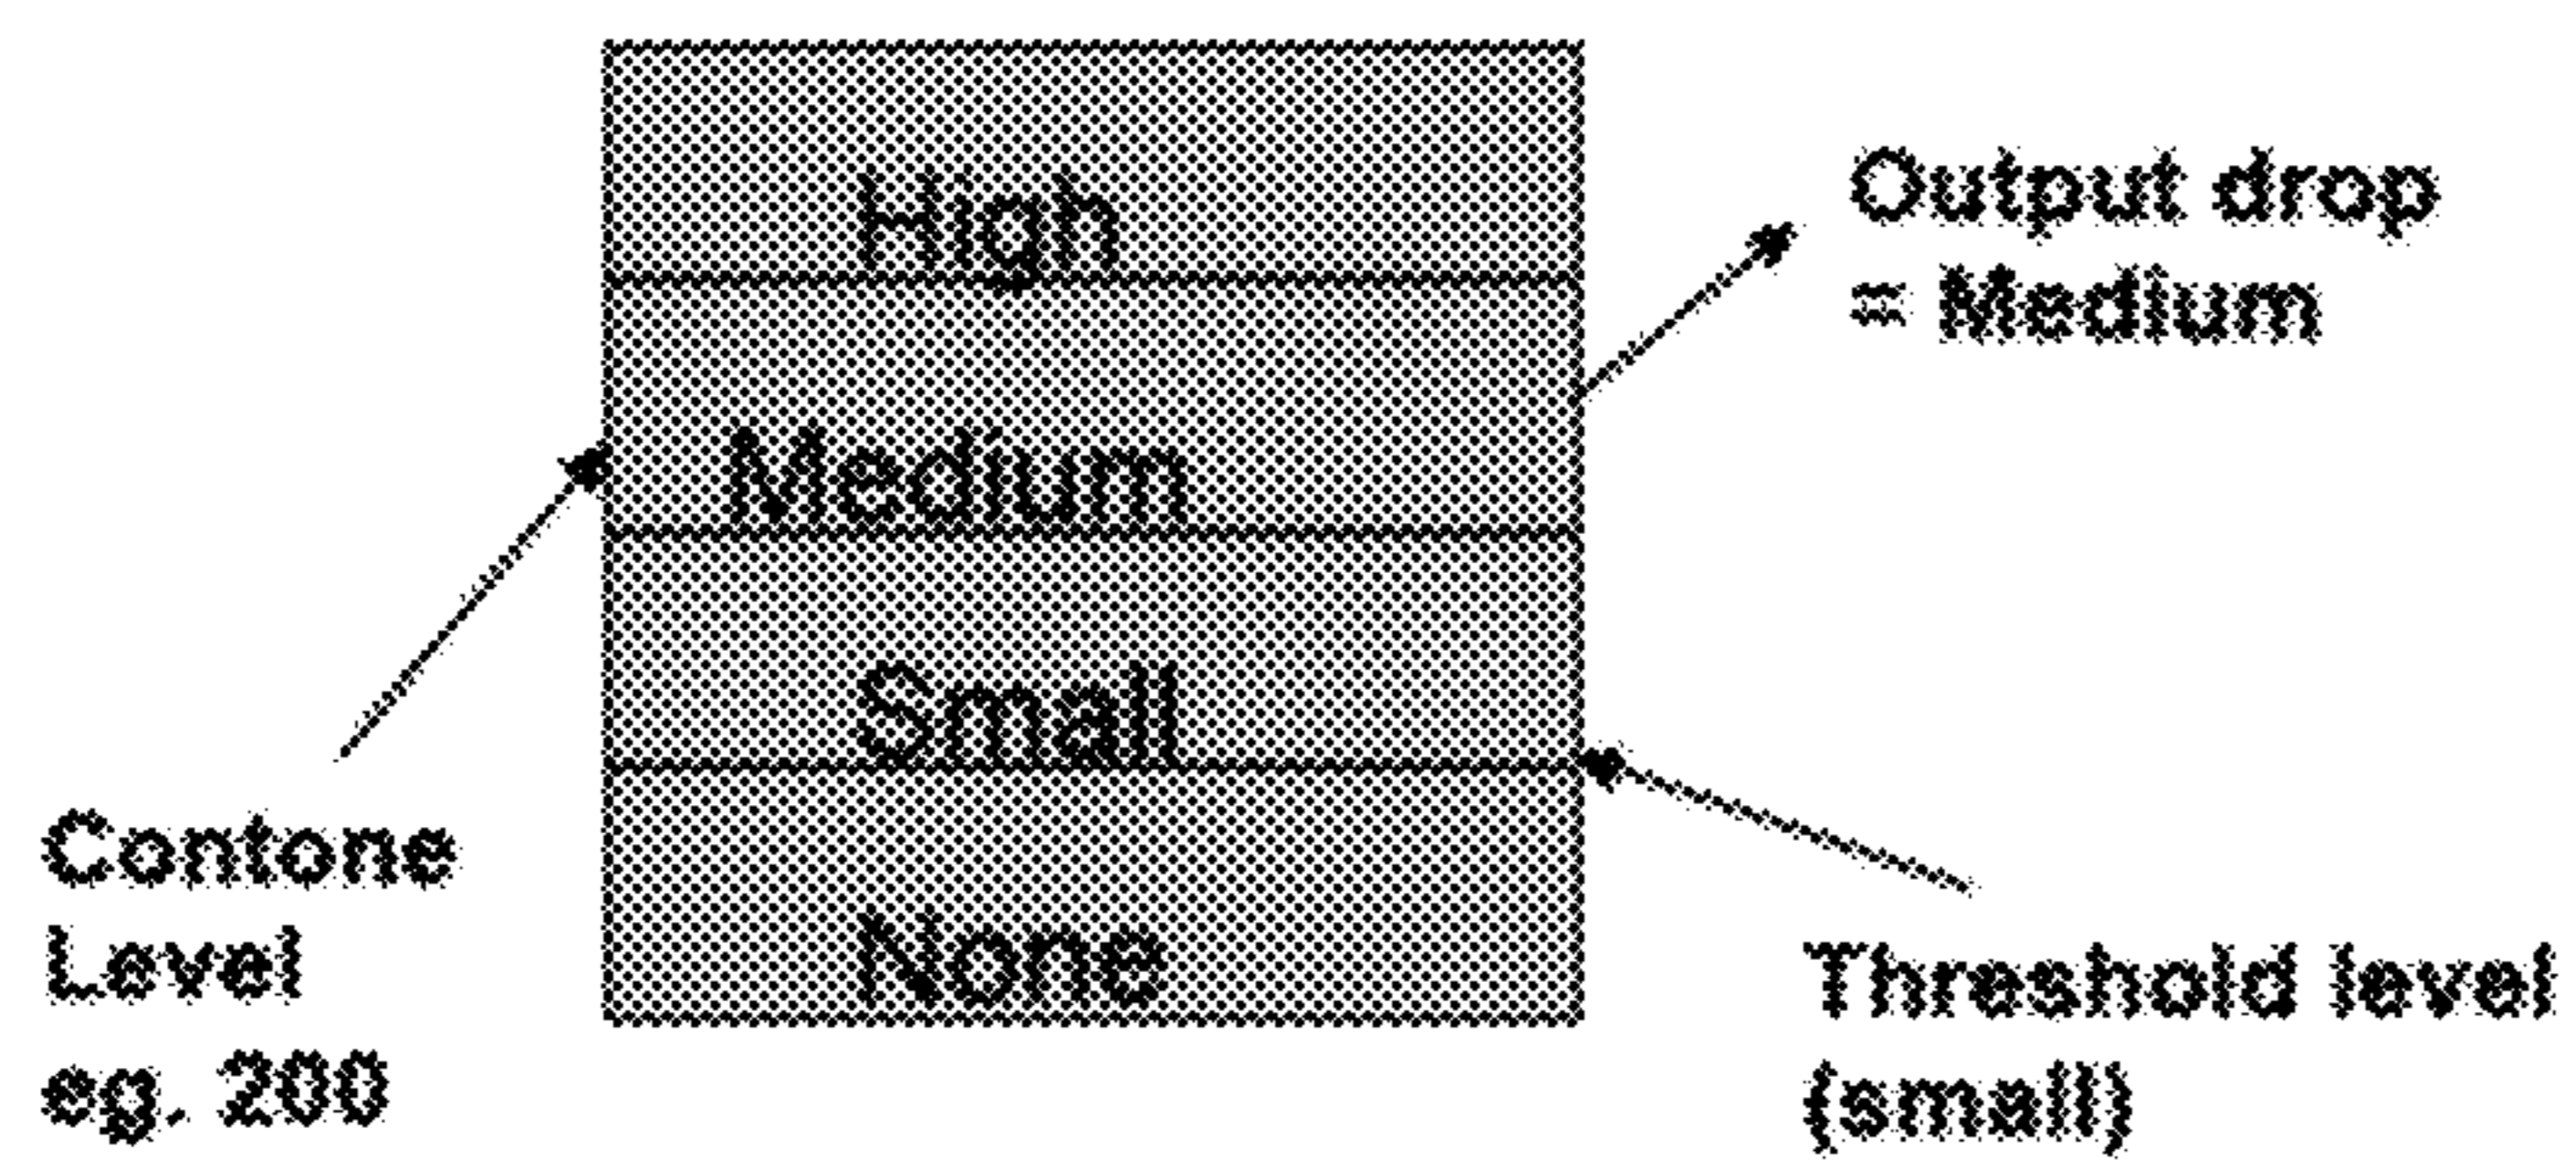 High
Medium
Small
None
Output drop
= Medium
Contone
Level
eg. 200
Threshold level
(small)